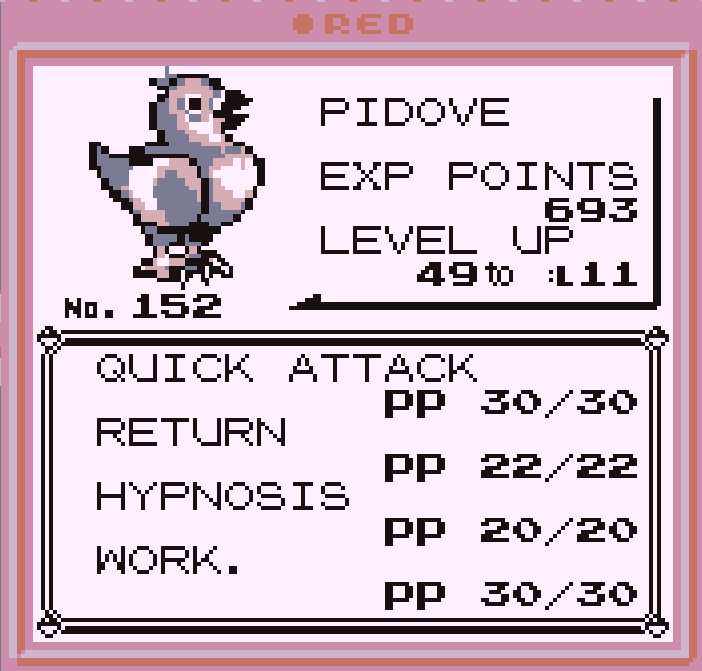 ●RED
PIDOVE
EXP POINTS
693
LEVEL UP
49to :L11
No. 152
QUICK ATTACK
PP 30/30
RETURN
PP 22/22
HYPNOSIS
PP 20/20
WORK.
PP 30/30